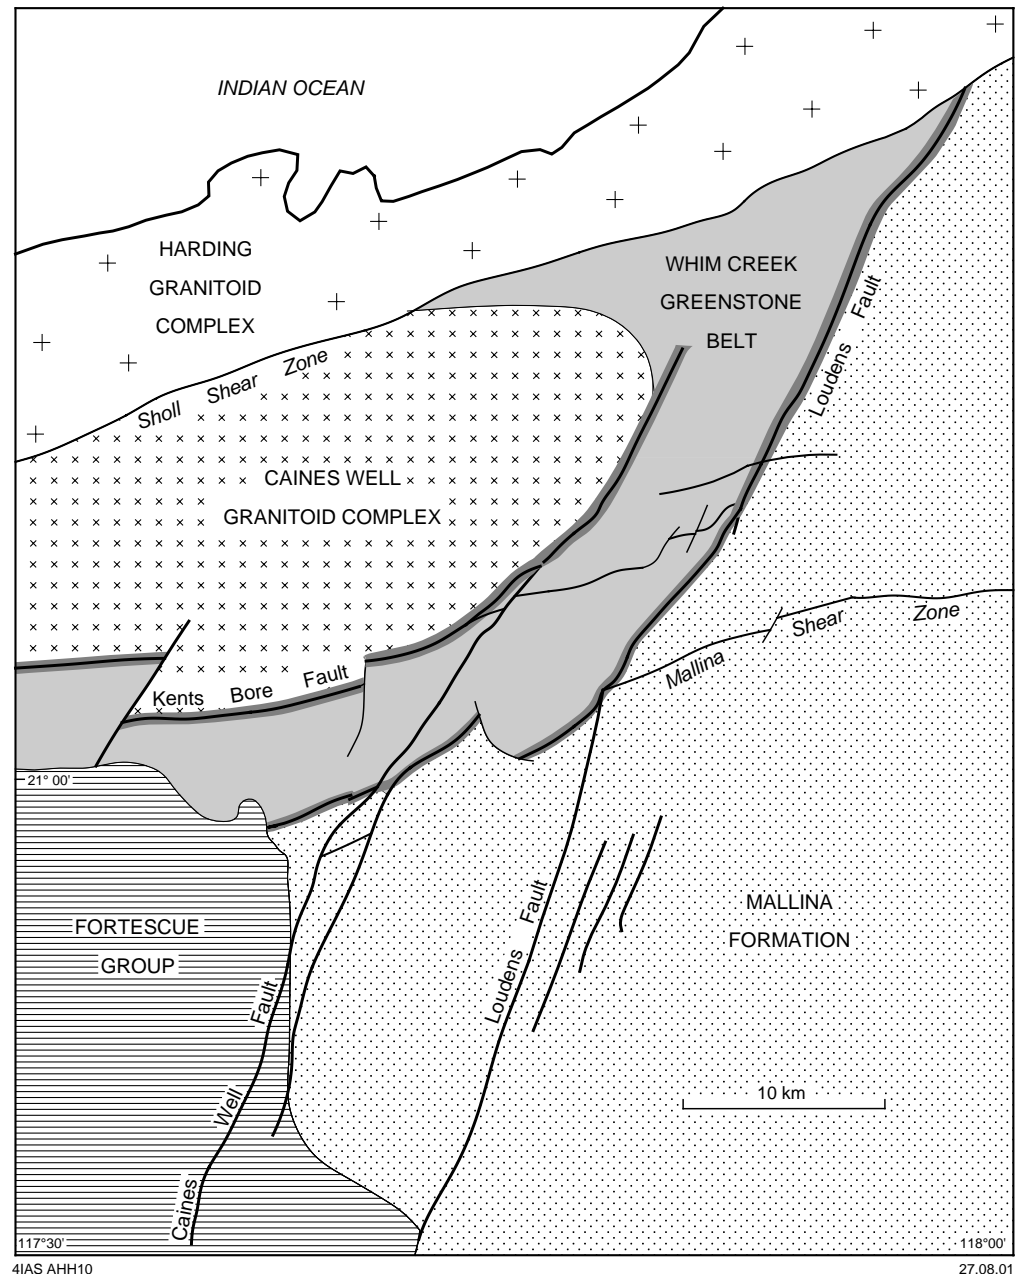 INDIAN OCEAN
HARDING
GRANITOID
COMPLEX
WHIM CREEK
GREENSTONE
BELT
Loudens Fault
Sholl Shear Zone
CAINES WELL
GRANITOID COMPLEX
Mallina Shear Zone
Kents Bore Fault
21° 00'
FORTESCUE
GROUP
MALLINA
FORMATION
Loudens Fault
Caines Well Fault
10 km
117°30'
118°00'
4IAS AHH10
27.08.01